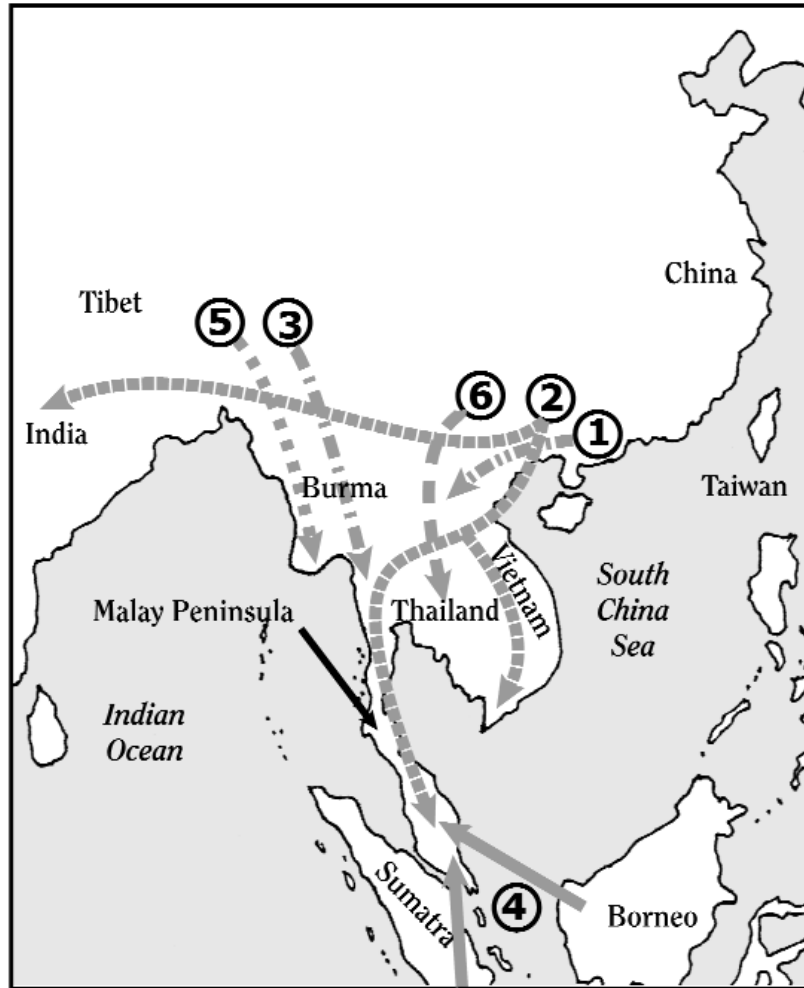 China
Tibet
5
3
6
2
1
India
Burma
Taiwan
Vietnam
South
China
Sea
Malay Peninsula
Thailand
Indian
Ocean
Sumatra
4
Borneo